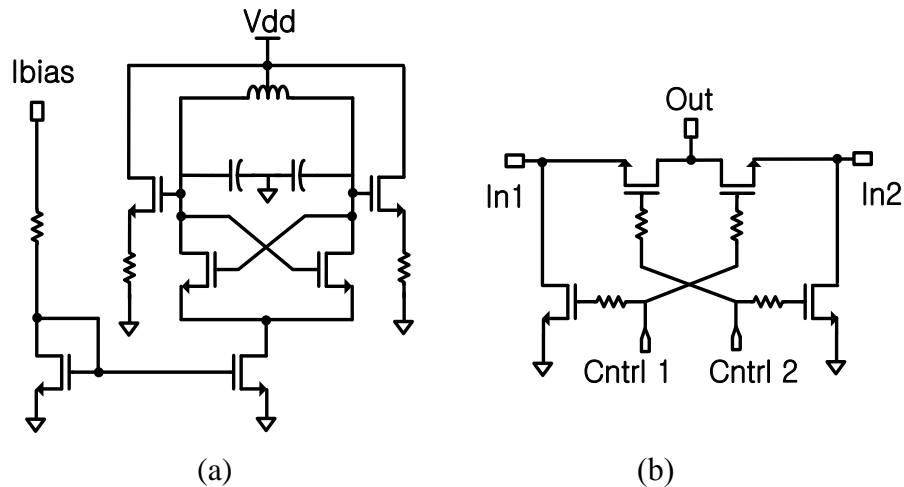 Vdd
Ibias
Out
In1
In2
Cntrl 1
Cntrl 2
(a)
(b)